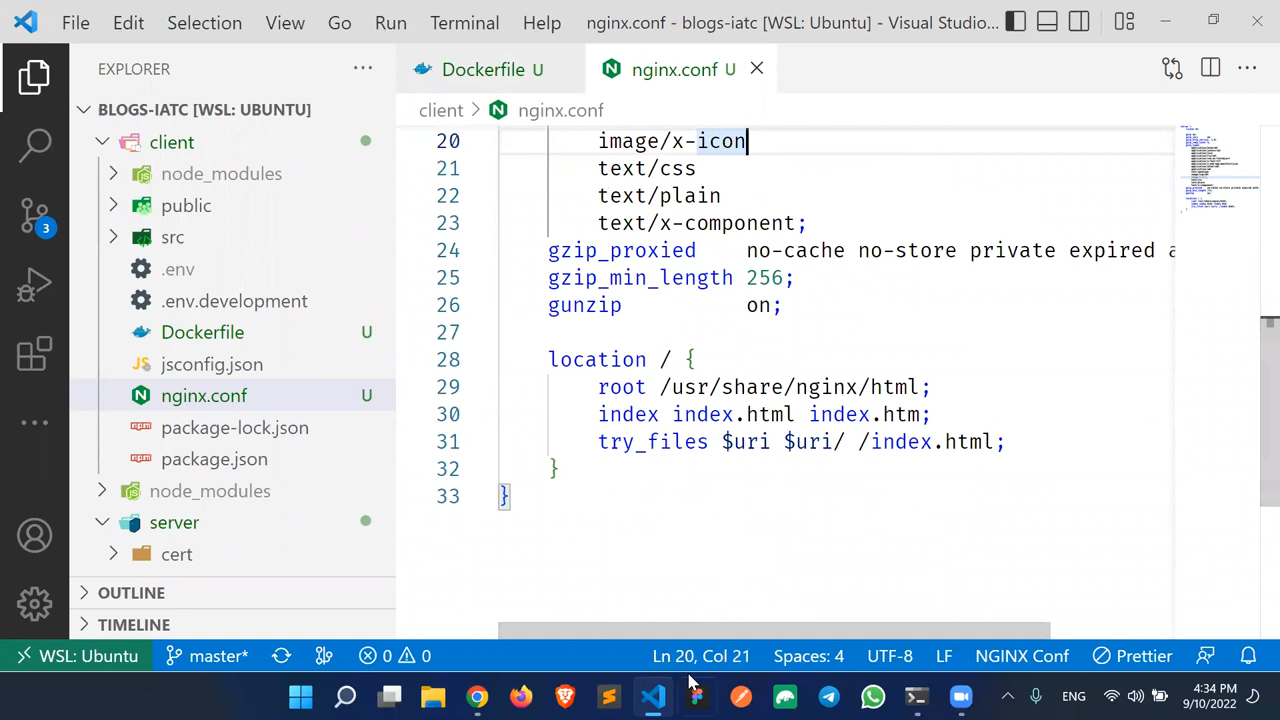 File Edit Selection View Go Run Terminal Help nginx.conf - blogs-iatc [WSL: Ubuntu] - Visual Studio...
EXPLORER
Dockerfile U
nginx.conf U
BLOGS-IATC [WSL: UBUNTU]
client > nginx.conf
client
node_modules
public
src
.env
.env.development
Dockerfile U
jsconfig.json
nginx.conf U
package-lock.json
package.json
node_modules
server
cert
OUTLINE
TIMELINE
3
20 image/x-icon
21 text/css
22 text/plain
23 text/x-component;
24 gzip_proxied no-cache no-store private expired a
25 gzip_min_length 256;
26 gunzip on;
27
28 location / {
29 root /usr/share/nginx/html;
30 index index.html index.htm;
31 try_files $uri $uri/ /index.html;
32 }
33 }
WSL: Ubuntu master* 0 0 Ln 20, Col 21 Spaces: 4 UTF-8 LF NGINX Conf Prettier
ENG
4:34 PM
9/10/2022